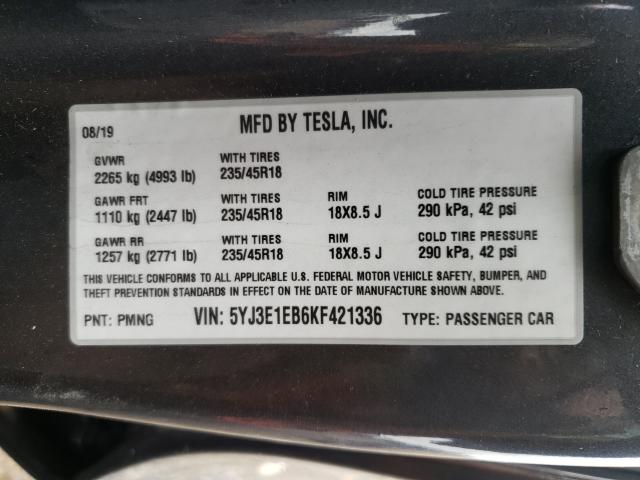 08/19 MFD BY TESLA, INC.
GVWR WITH TIRES
2265 kg (4993 lb) 235/45R18
GAWR FRT WITH TIRES RIM COLD TIRE PRESSURE
1110 kg (2447 lb) 235/45R18 18X8.5 J 290 kPa, 42 psi
GAWR RR WITH TIRES RIM COLD TIRE PRESSURE
1257 kg (2771 lb) 235/45R18 18X8.5 J 290 kPa, 42 psi
THIS VEHICLE CONFORMS TO ALL APPLICABLE U.S. FEDERAL MOTOR VEHICLE SAFETY, BUMPER, AND
THEFT PREVENTION STANDARDS IN EFFECT ON THE DATE OF MANUFACTURE SHOWN ABOVE.
PNT: PMNG VIN: 5YJ3E1EB6KF421336 TYPE: PASSENGER CAR